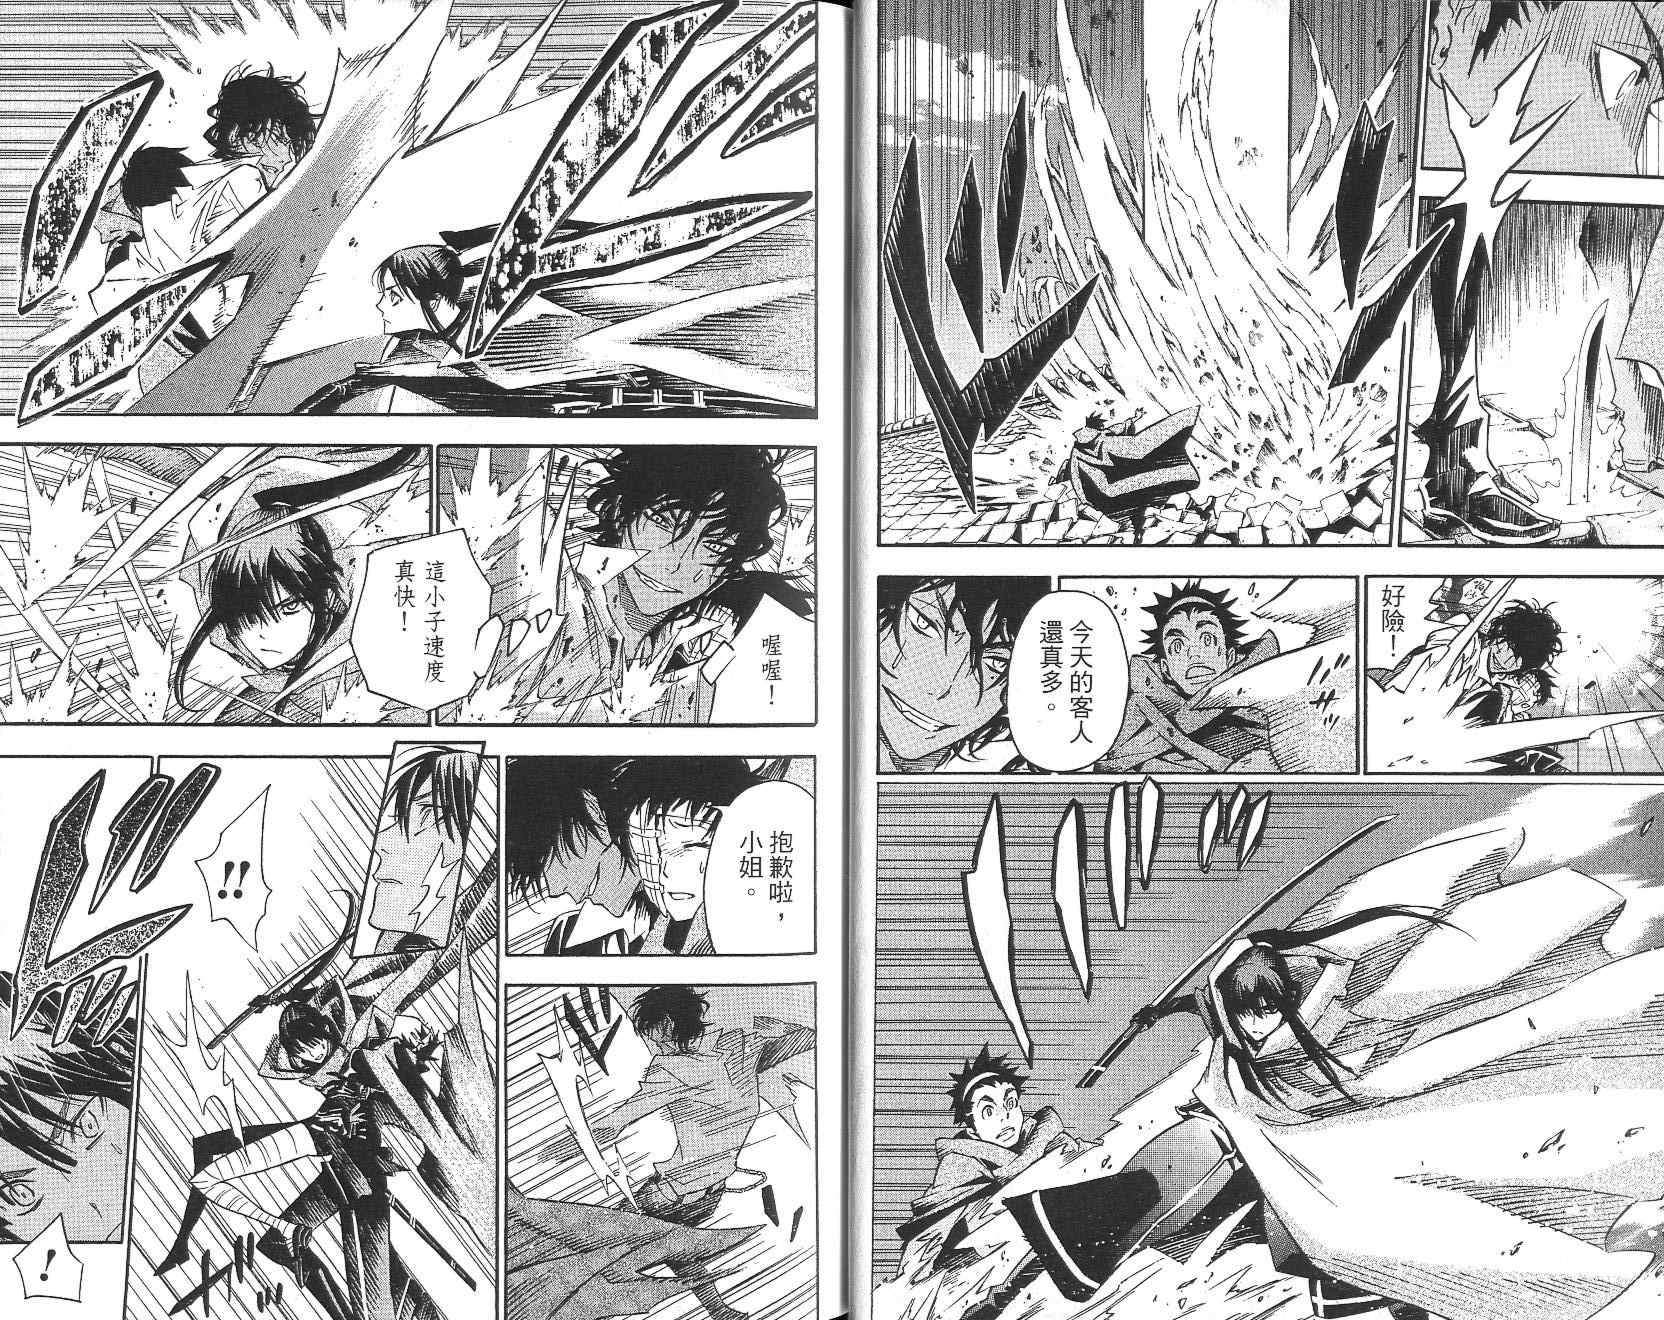 好險！
今天的客人
還真多。
喔喔！
這小子速度
真快！
抱歉啦，
小姐。
!!
！